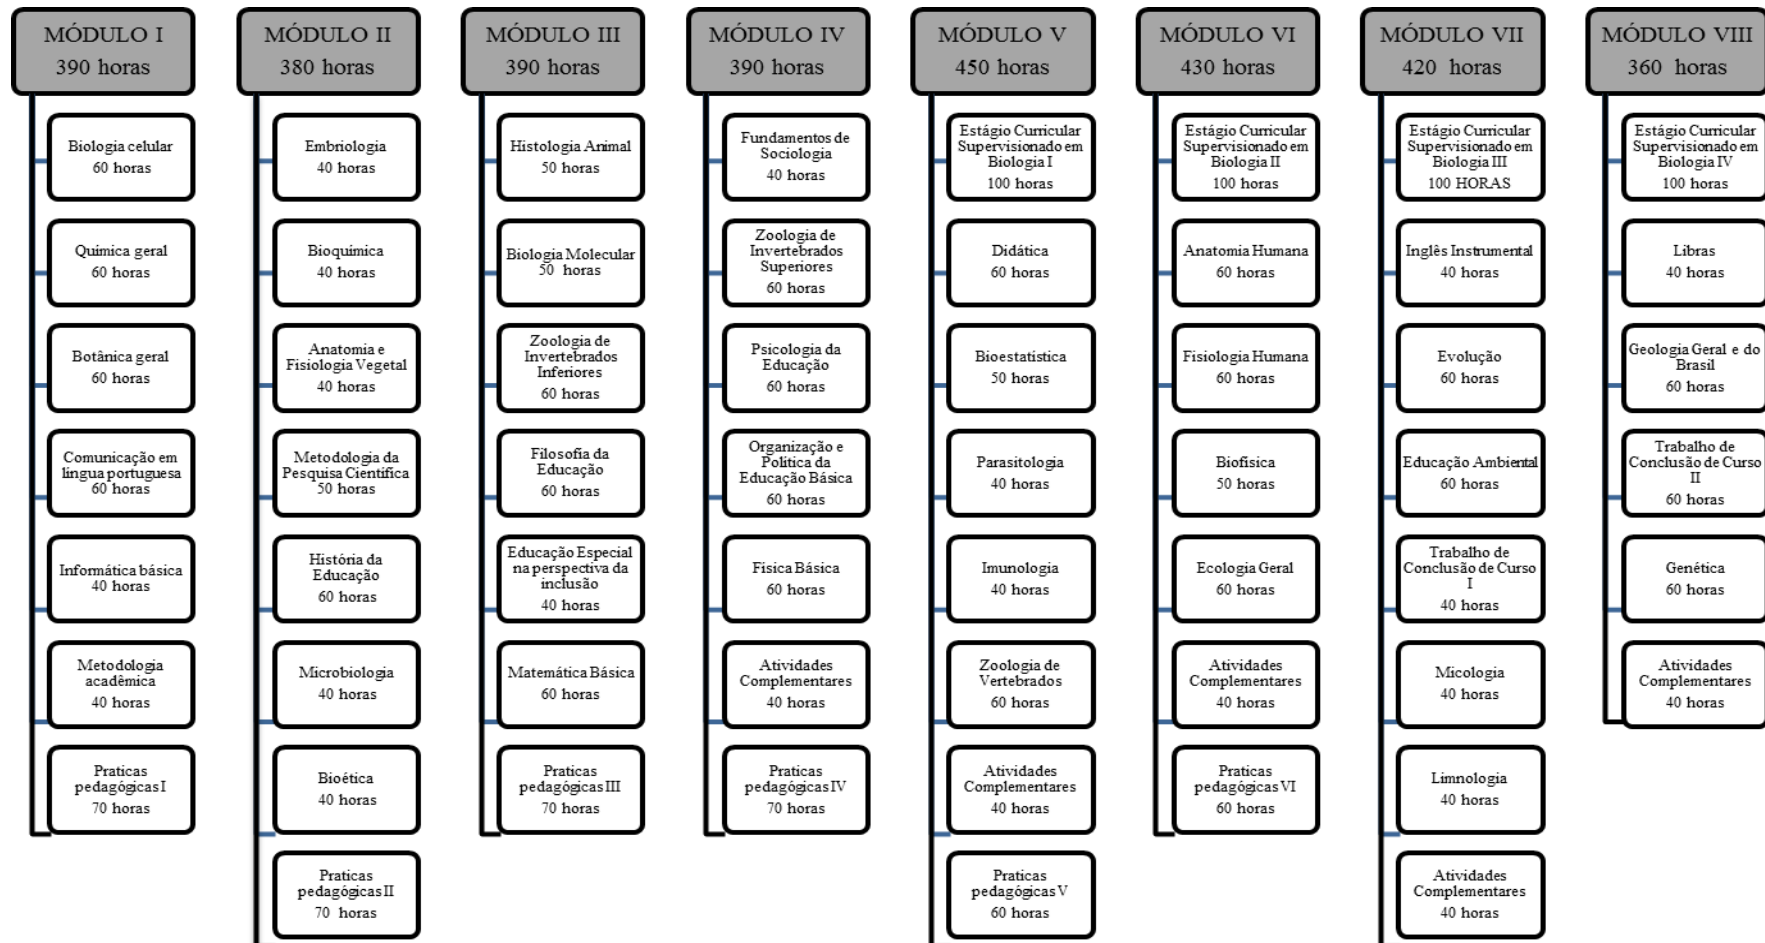 MÓDULO I
390 horas
Biologia celular
60 horas
Química geral
60 horas
Botânica geral
60 horas
Comunicação em
língua portuguesa
60 horas
Informática básica
40 horas
Metodologia
acadêmica
40 horas
Praticas
pedagógicas I
70 horas
MÓDULO II
380 horas
Embriologia
40 horas
Bioquímica
40 horas
Anatomia e
Fisiologia Vegetal
40 horas
Metodologia da
Pesquisa Científica
50 horas
História da
Educação
60 horas
Microbiologia
40 horas
Bioética
40 horas
Praticas
pedagógicas II
70 horas
MÓDULO III
390 horas
Histologia Animal
50 horas
Biologia Molecular
50 horas
Zoologia de
Invertebrados
Inferiores
60 horas
Filosofia da
Educação
60 horas
Educação Especial
na perspectiva da
inclusão
40 horas
Matemática Básica
60 horas
Praticas
pedagógicas III
70 horas
MÓDULO IV
390 horas
Fundamentos de
Sociologia
40 horas
Zoologia de
Invertebrados
Superiores
60 horas
Psicologia da
Educação
60 horas
Organização e
Política da
Educação Básica
60 horas
Física Básica
60 horas
Atividades
Complementares
40 horas
Praticas
pedagógicas IV
70 horas
MÓDULO V
450 horas
Estágio Curricular
Supervisionado em
Biologia I
100 horas
Didática
60 horas
Bioestatística
50 horas
Parasitologia
40 horas
Imunologia
40 horas
Zoologia de
Vertebrados
60 horas
Atividades
Complementares
40 horas
Praticas
pedagógicas V
60 horas
MÓDULO VI
430 horas
Estágio Curricular
Supervisionado em
Biologia II
100 horas
Anatomia Humana
60 horas
Fisiologia Humana
60 horas
Biofísica
50 horas
Ecologia Geral
60 horas
Atividades
Complementares
40 horas
Praticas
pedagógicas VI
60 horas
MÓDULO VII
420 horas
Estágio Curricular
Supervisionado em
Biologia III
100 HORAS
Inglês Instrumental
40 horas
Evolução
60 horas
Educação Ambiental
60 horas
Trabalho de
Conclusão de Curso
I
40 horas
Micologia
40 horas
Limnologia
40 horas
Atividades
Complementares
40 horas
MÓDULO VIII
360 horas
Estágio Curricular
Supervisionado em
Biologia IV
100 horas
Libras
40 horas
Geologia Geral e do
Brasil
60 horas
Trabalho de
Conclusão de Curso
II
60 horas
Genética
60 horas
Atividades
Complementares
40 horas